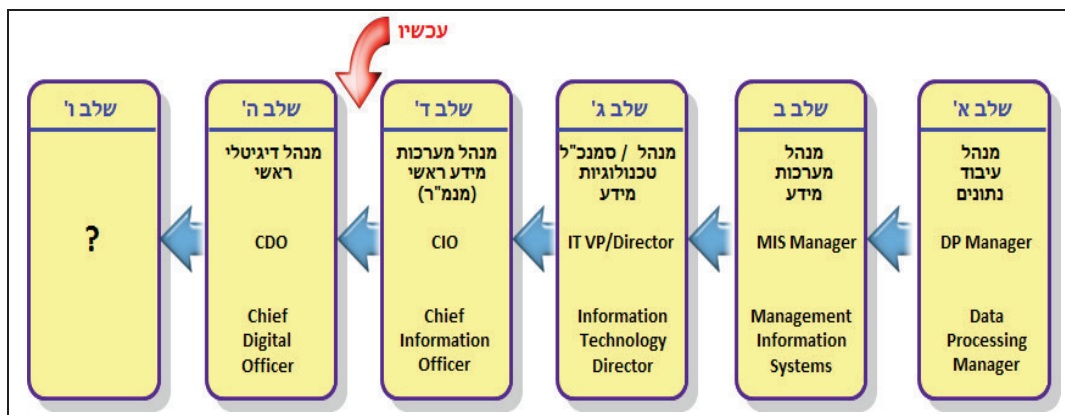 עכשיו
שלב א'
מנהל
עיבוד
נתונים
DP Manager
Data
Processing
Manager
שלב ב
מנהל
מערכות
מידע
MIS Manager
Management
Information
Systems
שלב ג'
מנהל / סמנכ"ל
טכנולוגיות
מידע
IT VP/Director
Information
Technology
Director
שלב ד'
מנהל מערכות
מידע ראשי
(מנמ"ר)
CIO
Chief
Information
Officer
שלב ה'
מנהל דיגיטלי
ראשי
CDO
Chief
Digital
Officer
שלב ו'
?